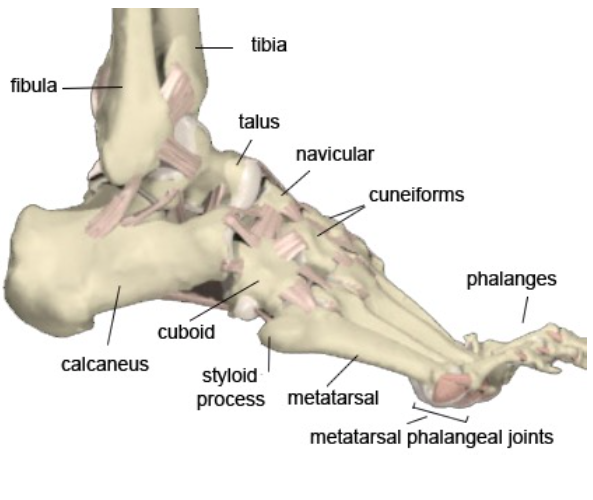 tibia
fibula
talus
navicular
cuneiforms
phalanges
cuboid
calcaneus
styloid
process
metatarsal
metatarsal phalangeal joints